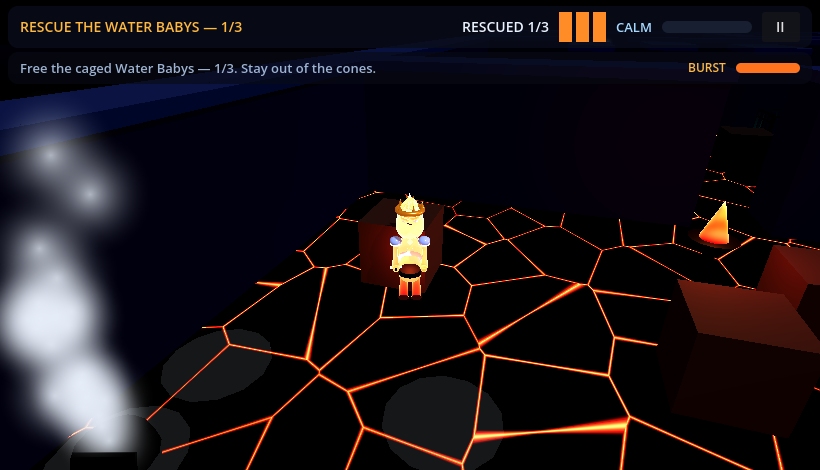 RESCUE THE WATER BABYS — 1/3
RESCUED 1/3
CALM
Free the caged Water Babys — 1/3. Stay out of the cones.
BURST